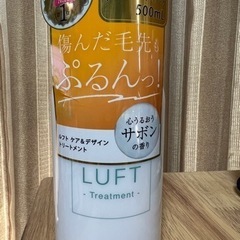 1
500mL
傷んだ毛先も
ぷるんっ!
心うるおう
サボン
の香り
ルフト ケア&デザイン
トリートメント
LUFT
- Treatment -